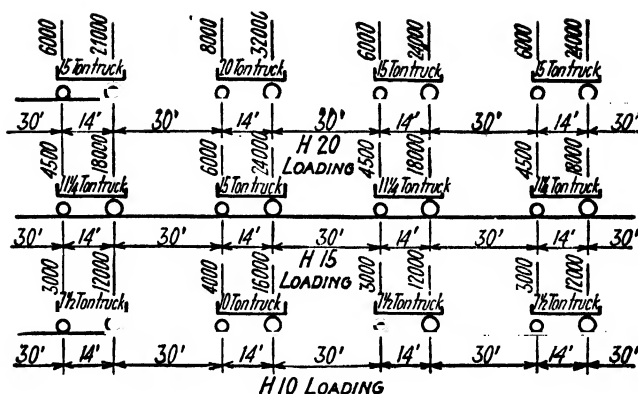 6000 21000 8000 32000 6000 24000 6000 24000
15 Ton truck 20 Ton truck 15 Ton truck 15 Ton truck
30' 14' 30' 14' 30' 14' 30' 14' 30'
H 20
LOADING
4500 18000 6000 24000 4500 18000 4500 18000
11¼ Ton truck 15 Ton truck 11¼ Ton truck 11¼ Ton truck
30' 14' 30' 14' 30' 14' 30' 14' 30'
H 15
LOADING
3000 12000 4000 16000 3000 12000 3000 12000
7½ Ton truck 10 Ton truck 7½ Ton truck 7½ Ton truck
30' 14' 30' 14' 30' 14' 30' 14' 30'
H 10 LOADING